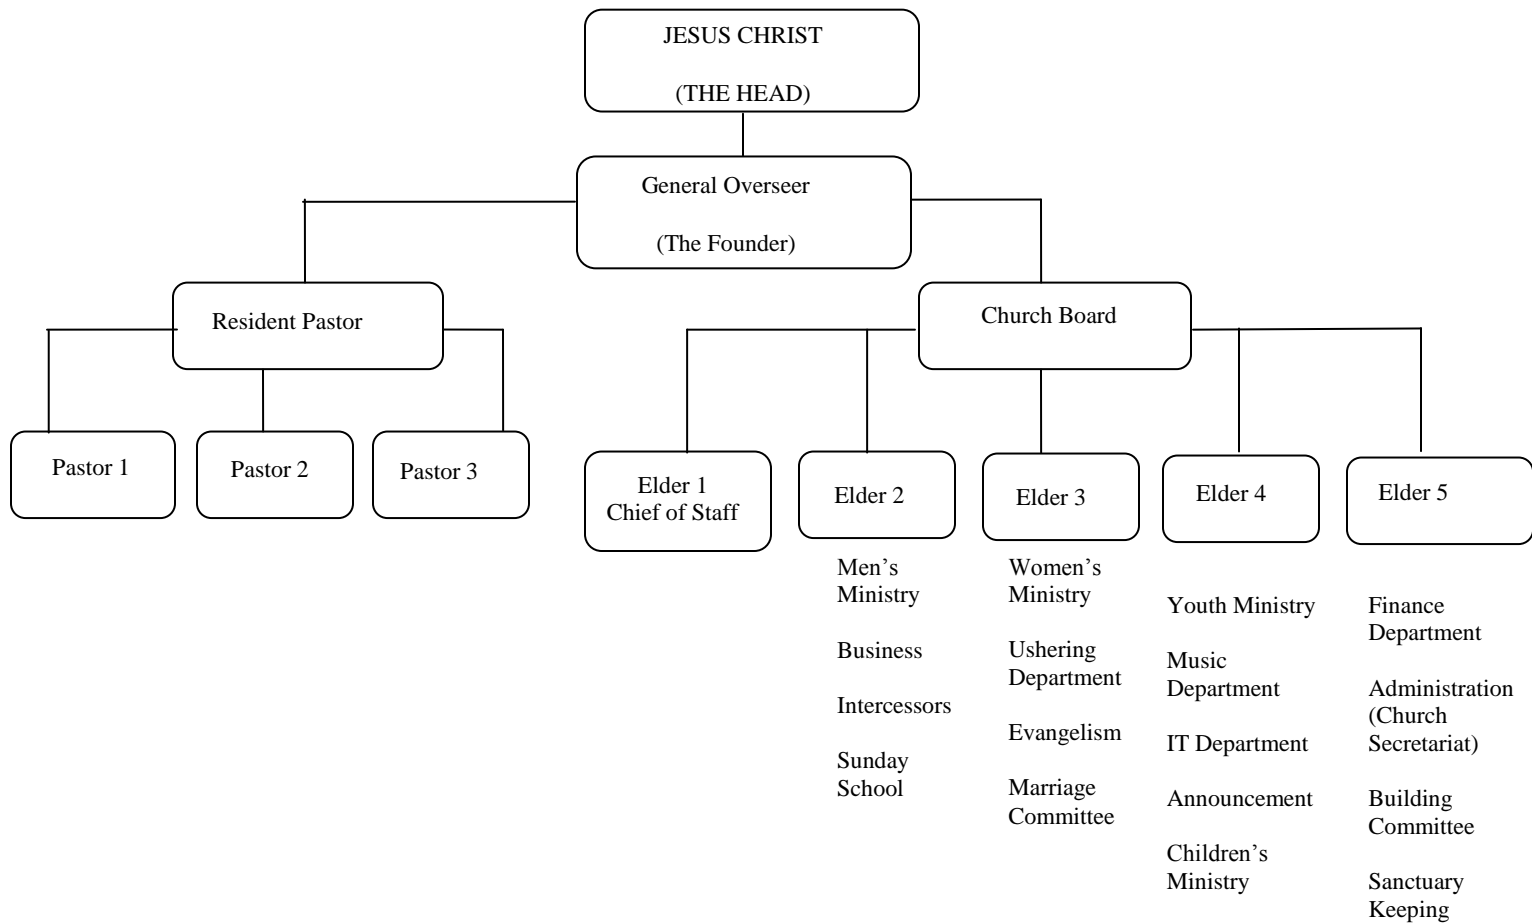 JESUS CHRIST
(THE HEAD)
General Overseer
(The Founder)
Resident Pastor
Church Board
Pastor 1
Pastor 2
Pastor 3
Elder 1
Chief of Staff
Elder 2
Elder 3
Elder 4
Elder 5
Men’s
Ministry
Business
Intercessors
Sunday
School
Women’s
Ministry
Ushering
Department
Evangelism
Marriage
Committee
Youth Ministry
Music
Department
IT Department
Announcement
Children’s
Ministry
Finance
Department
Administration
(Church
Secretariat)
Building
Committee
Sanctuary
Keeping